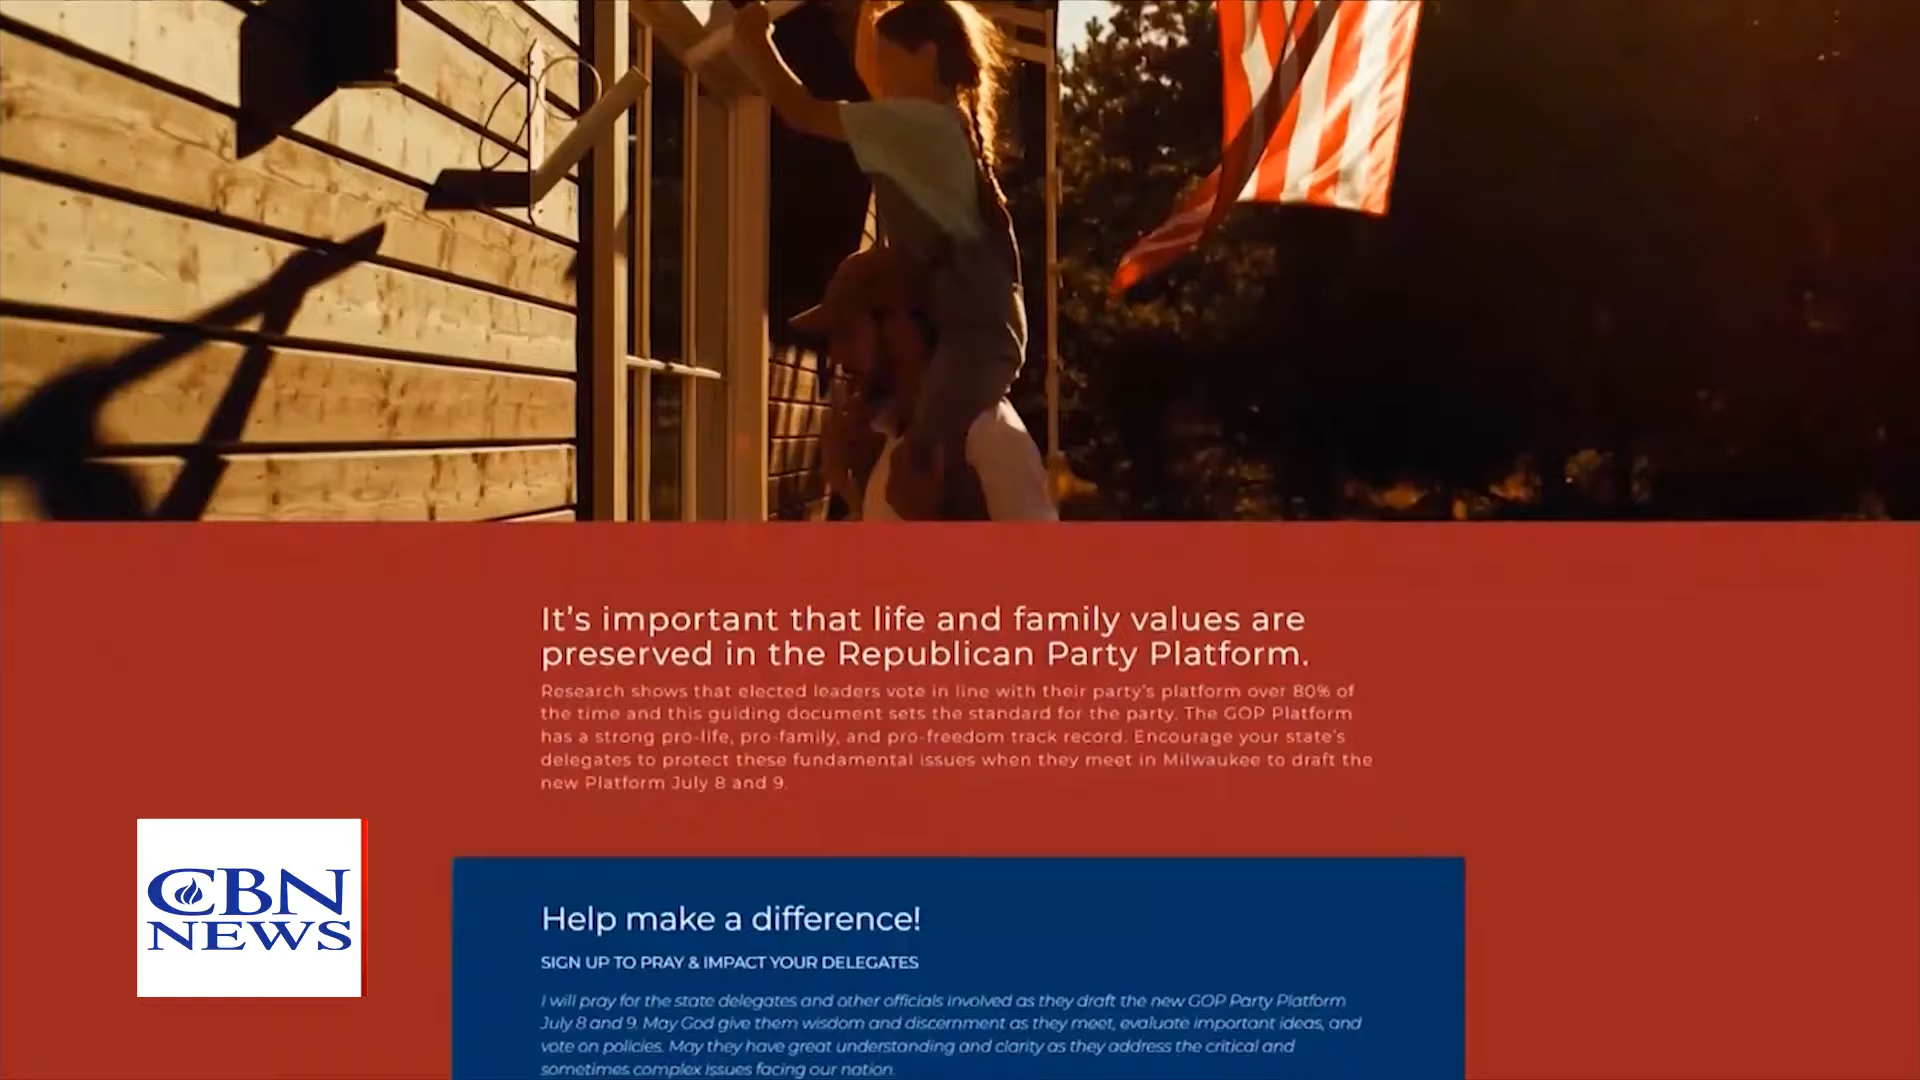 It's important that life and family values are
preserved in the Republican Party Platform.
Research shows that elected leaders vote in line with their party's platform over 80% of
the time and this guiding document sets the standard for the party. The GOP Platform
has a strong pro-life, pro-family, and pro-freedom track record. Encourage your state's
delegates to protect these fundamental issues when they meet in Milwaukee to draft the
new Platform July 8 and 9.
CBN
NEWS
Help make a difference!
SIGN UP TO PRAY & IMPACT YOUR DELEGATES
I will pray for the state delegates and other officials involved as they draft the new GOP Party Platform
July 8 and 9. May God give them wisdom and discernment as they meet, evaluate important ideas, and
vote on policies. May they have great understanding and clarity as they address the critical and
sometimes complex issues facing our nation.